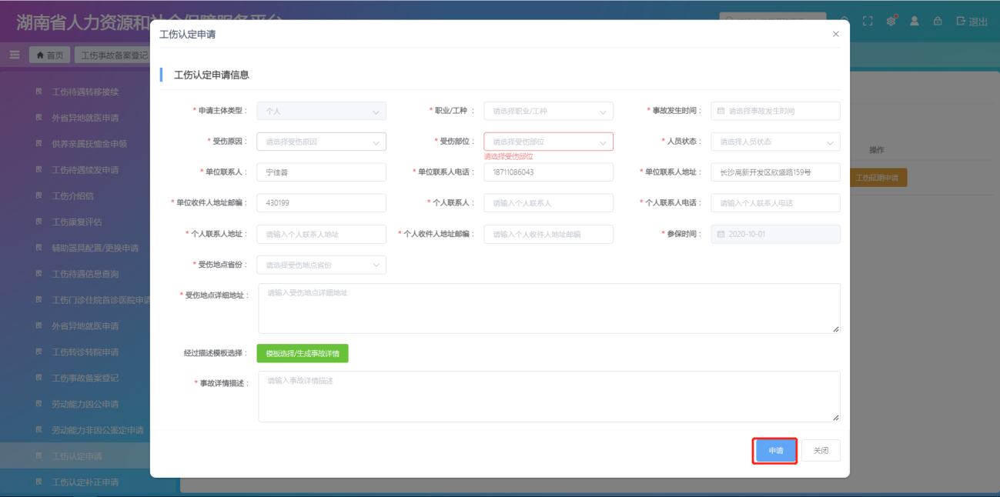 湖南省人力资源和社会保障服务平台
退出
首页 工伤事故备案登记
工伤待遇转移接续
外省异地就医申请
供养亲属抚恤金申领
工伤待遇续发申请
工伤介绍信
工伤康复评估
辅助器具配置/更换申请
工伤待遇信息查询
工伤门诊住院首诊医院申请
外省异地就医申请
工伤转诊转院申请
工伤事故备案登记
劳动能力因公申请
劳动能力非因公鉴定申请
工伤认定申请
工伤认定补正申请
工伤认定申请
工伤认定申请信息
* 申请主体类型： 个人 * 职业/工种 ： 请选择职业/工种 * 事故发生时间： 请选择事故发生时间
* 受伤原因： 请选择受伤原因 * 受伤部位： 请选择受伤部位 * 人员状态： 请选择人员状态
请选择受伤部位
* 单位联系人： 宁佳蓉 * 单位联系人电话： 18711086043 * 单位联系人地址： 长沙高新开发区欣盛路159号
* 单位收件人地址邮编： 430199 * 个人联系人： 请输入个人联系人 * 个人联系人电话： 请输入个人联系人电话
* 个人联系人地址： 请输入个人联系人地址 * 个人收件人地址邮编： 请输入个人收件人地址邮编 * 参保时间： 2020-10-01
* 受伤地点省份： 请选择受伤地点省份
* 受伤地点详细地址： 请输入受伤地点详细地址
经过描述模板选择： 模板选择/生成事故详情
* 事故详情描述： 请输入事故详情描述
申请 关闭
操作
工伤延期申请